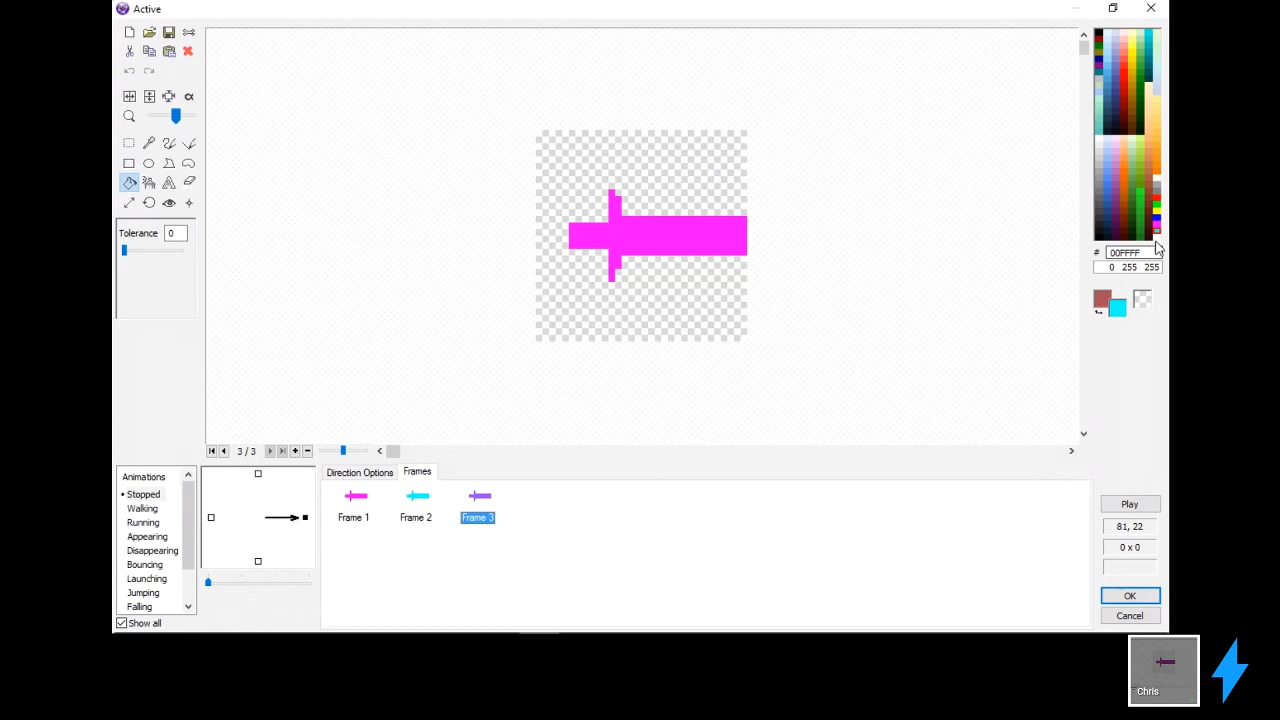 Active
Tolerance 0
# 00FFFF
0 255 255
3 / 3
Animations
Stopped
Walking
Running
Appearing
Disappearing
Bouncing
Launching
Jumping
Falling
Show all
Direction Options Frames
Frame 1 Frame 2 Frame 3
Play
81, 22
0 x 0
OK
Cancel
Chris